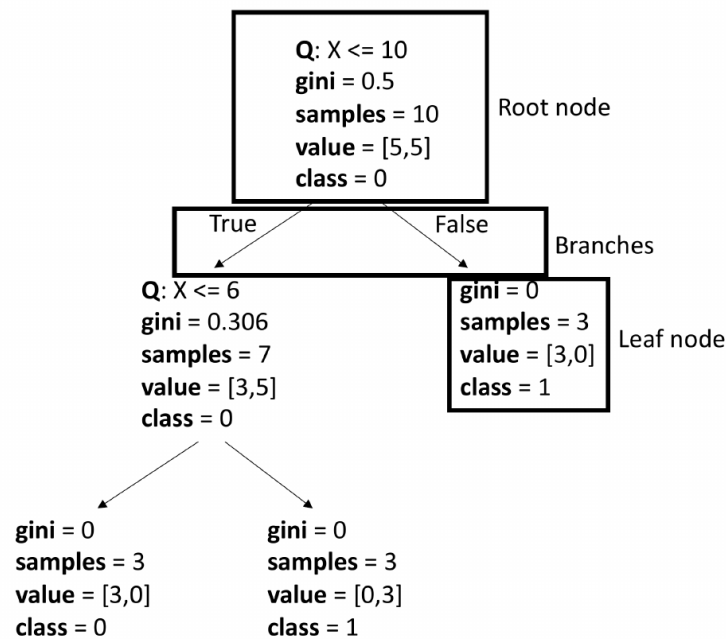 Q: X <= 10
gini = 0.5
samples = 10
value = [5,5]
class = 0
Root node
True
False
Branches
Q: X <= 6
gini = 0.306
samples = 7
value = [3,5]
class = 0
gini = 0
samples = 3
value = [3,0]
class = 1
Leaf node
gini = 0
samples = 3
value = [3,0]
class = 0
gini = 0
samples = 3
value = [0,3]
class = 1